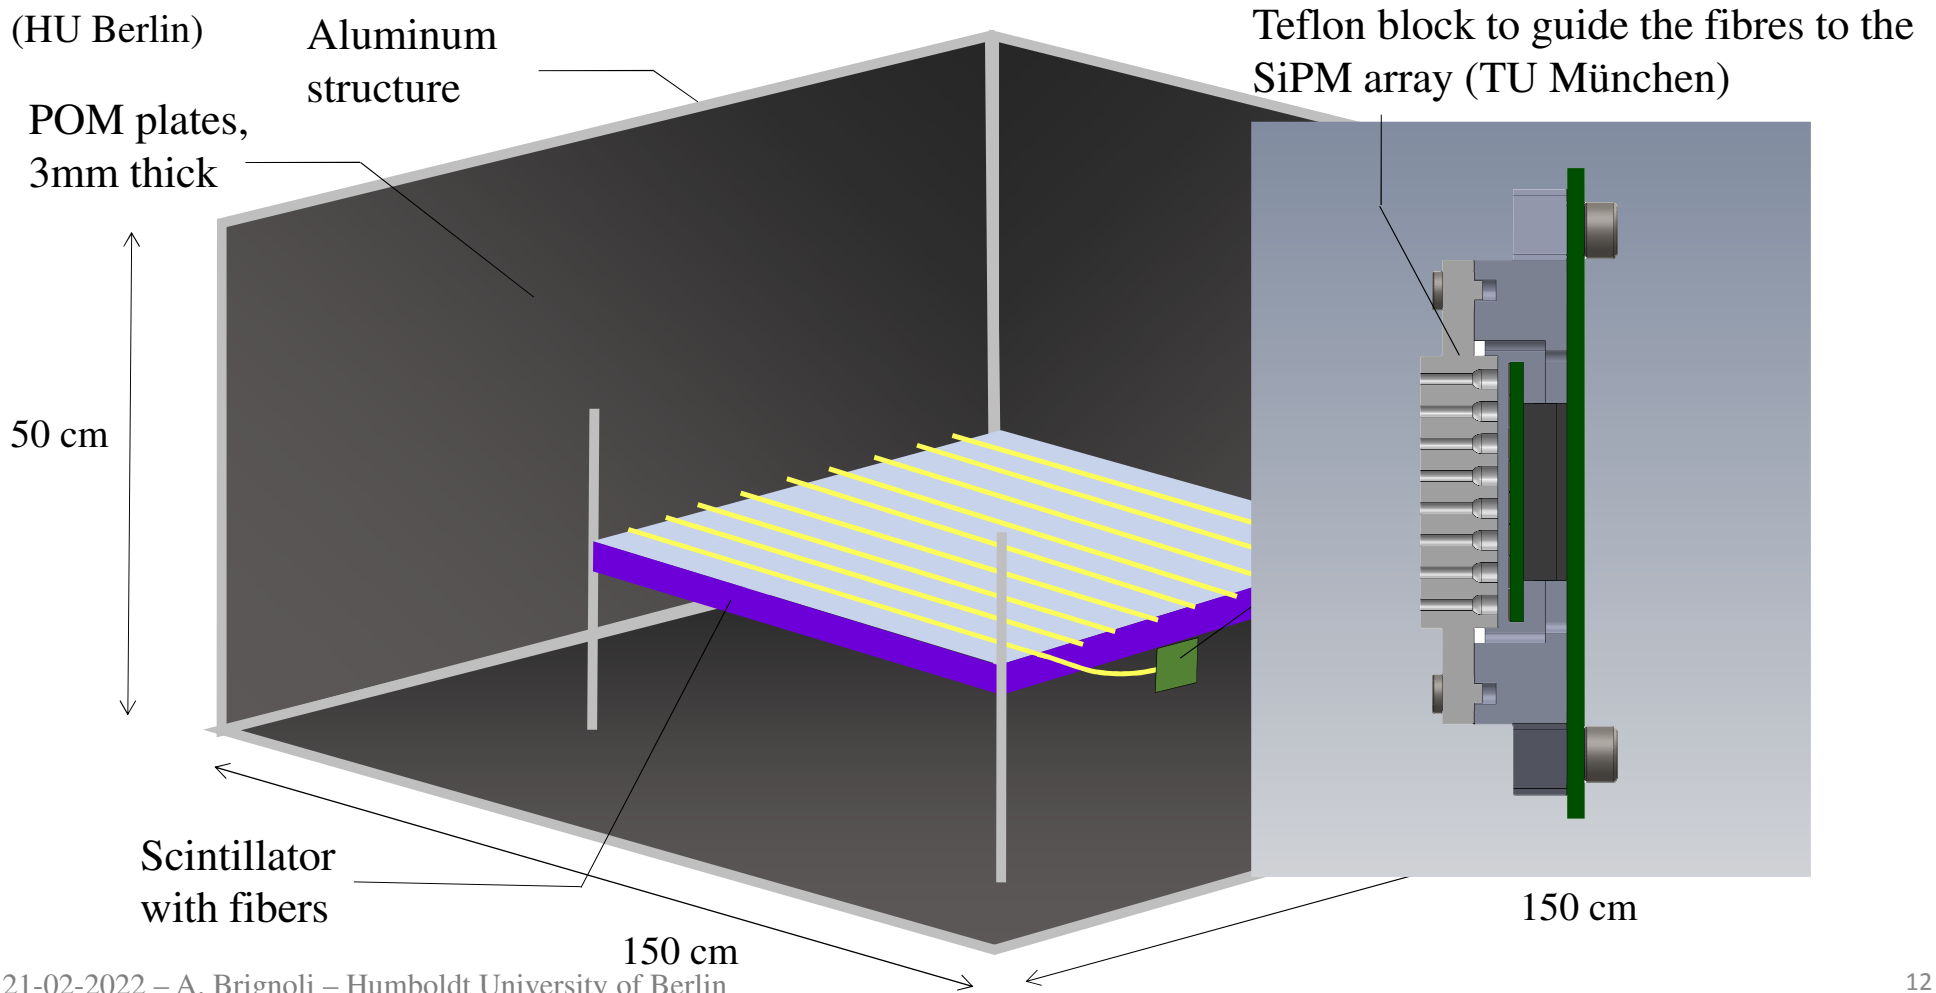 (HU Berlin)
Aluminum
structure
POM plates,
3mm thick
Teflon block to guide the fibres to the
SiPM array (TU München)
50 cm
Scintillator
with fibers
150 cm
150 cm
21-02-2022 – A. Brignoli – Humboldt University of Berlin
12